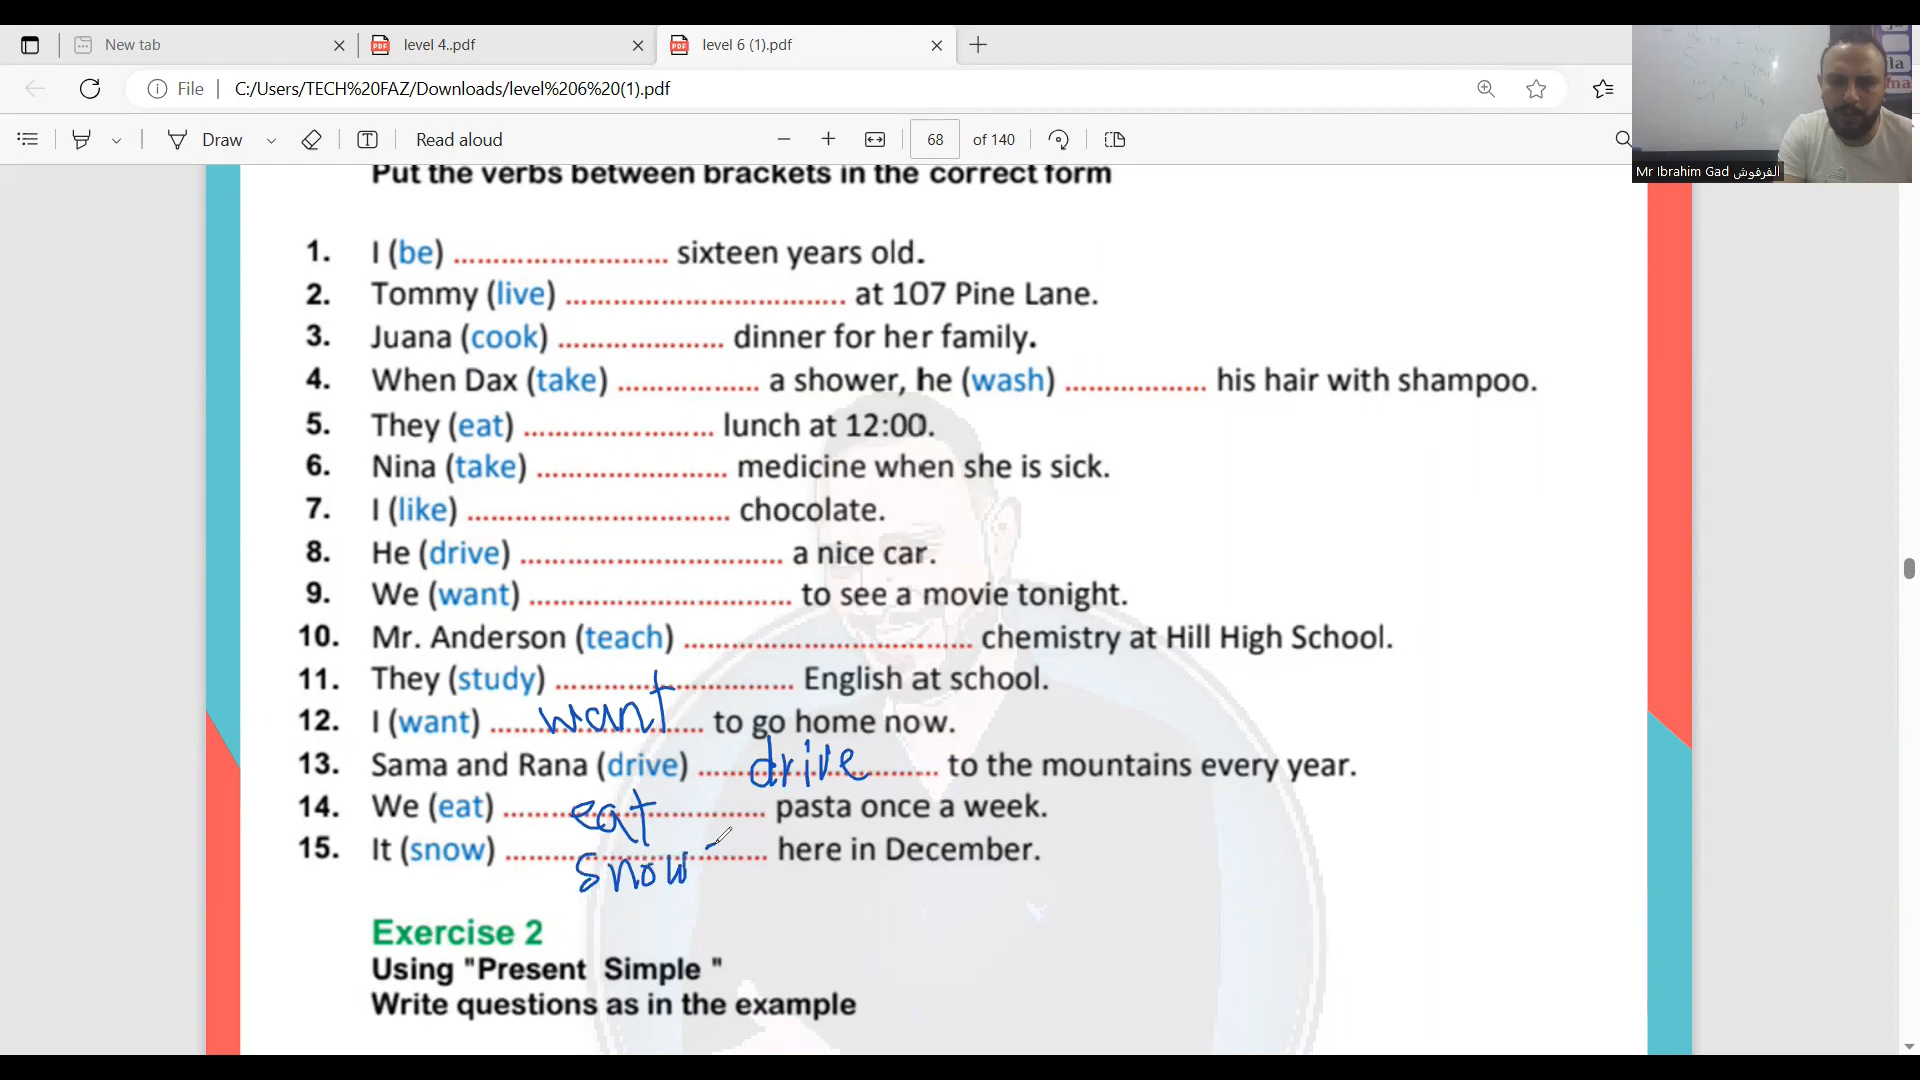 New tab
level 4..pdf
level 6 (1).pdf
File
C:/Users/TECH%20FAZ/Downloads/level%206%20(1).pdf
Draw
Read aloud
68
of 140
Mr Ibrahim Gad الفرفوش
Put the verbs between brackets in the correct form
1. I (be) ........................... sixteen years old.
2. Tommy (live) ................................... at 107 Pine Lane.
3. Juana (cook) ..................... dinner for her family.
4. When Dax (take) .................. a shower, he (wash) .................. his hair with shampoo.
5. They (eat) ........................ lunch at 12:00.
6. Nina (take) ........................ medicine when she is sick.
7. I (like) ................................. chocolate.
8. He (drive) ................................. a nice car.
9. We (want) ................................. to see a movie tonight.
10. Mr. Anderson (teach) .................................... chemistry at Hill High School.
11. They (study) .............................. English at school.
12. I (want) want to go home now.
13. Sama and Rana (drive) drive to the mountains every year.
14. We (eat) eat pasta once a week.
15. It (snow) snow here in December.
Exercise 2
Using "Present Simple "
Write questions as in the example